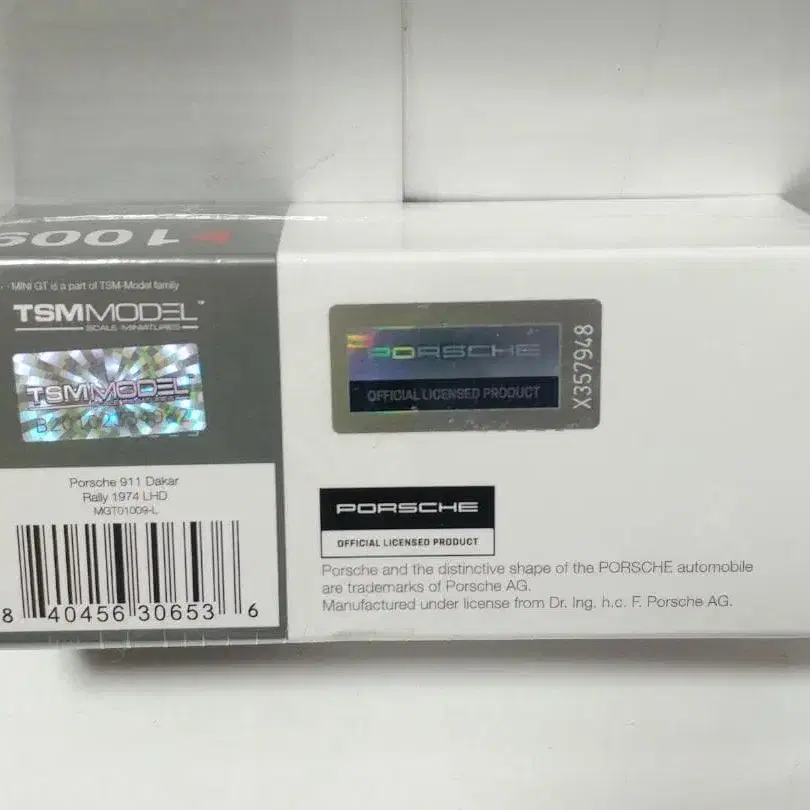 1009
MINI GT is a part of TSM-Model family
TSMMODEL™
SCALE MINIATURES
TSMMODEL
Porsche 911 Dakar
Rally 1974 LHD
MGT01009-L
8 40456 30653 6
PORSCHE
OFFICIAL LICENSED PRODUCT
X357948
PORSCHE
OFFICIAL LICENSED PRODUCT
Porsche and the distinctive shape of the PORSCHE automobile
are trademarks of Porsche AG.
Manufactured under license from Dr. Ing. h.c. F. Porsche AG.